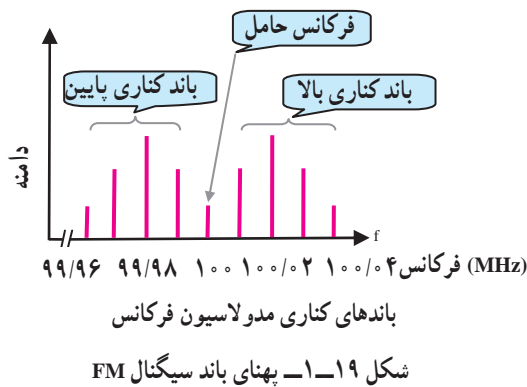 فرکانس حامل
باند کناری پایین
باند کناری بالا
دامنه
f
۹۹/۹۶ ۹۹/۹۸ ۱۰۰ ۱۰۰/۰۲ ۱۰۰/۰۴ فرکانس (MHz)
باندهای کناری مدولاسیون فرکانس
شکل ۱۹ــ۱ــ پهنای باند سیگنال FM